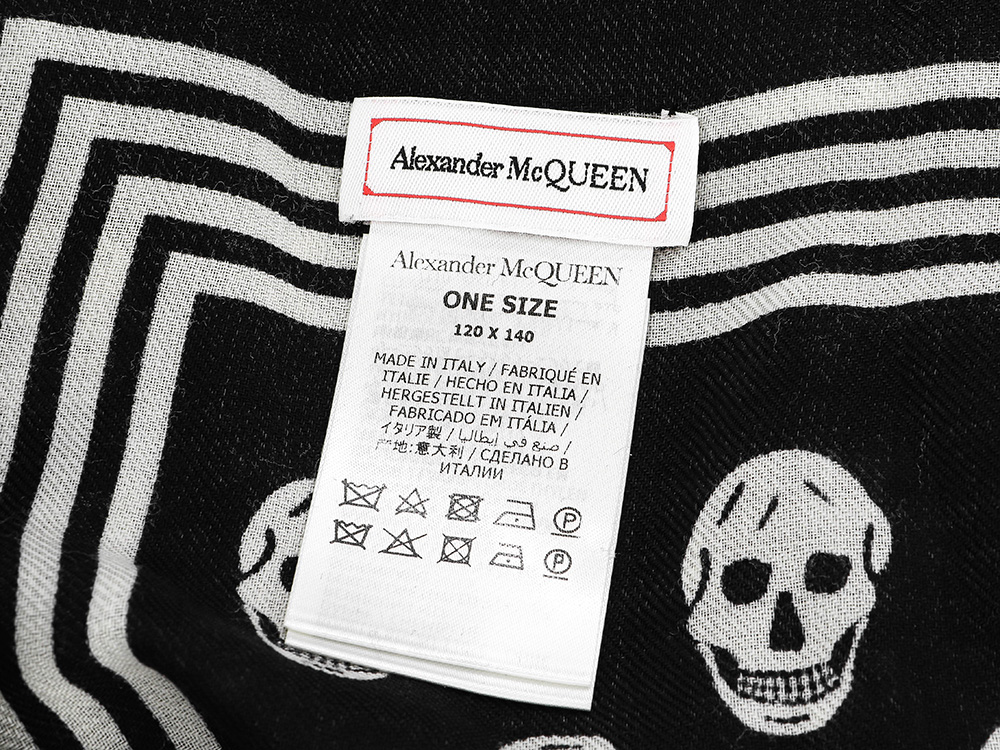 Alexander McQUEEN
Alexander McQUEEN
ONE SIZE
120 X 140
MADE IN ITALY / FABRIQUÉ EN
ITALIE / HECHO EN ITALIA /
HERGESTELLT IN ITALIEN /
FABRICADO EM ITÁLIA /
イタリア製 / صنع في إيطاليا /
地:意大利 / СДЕЛАНО В
ИТАЛИИ
P
P